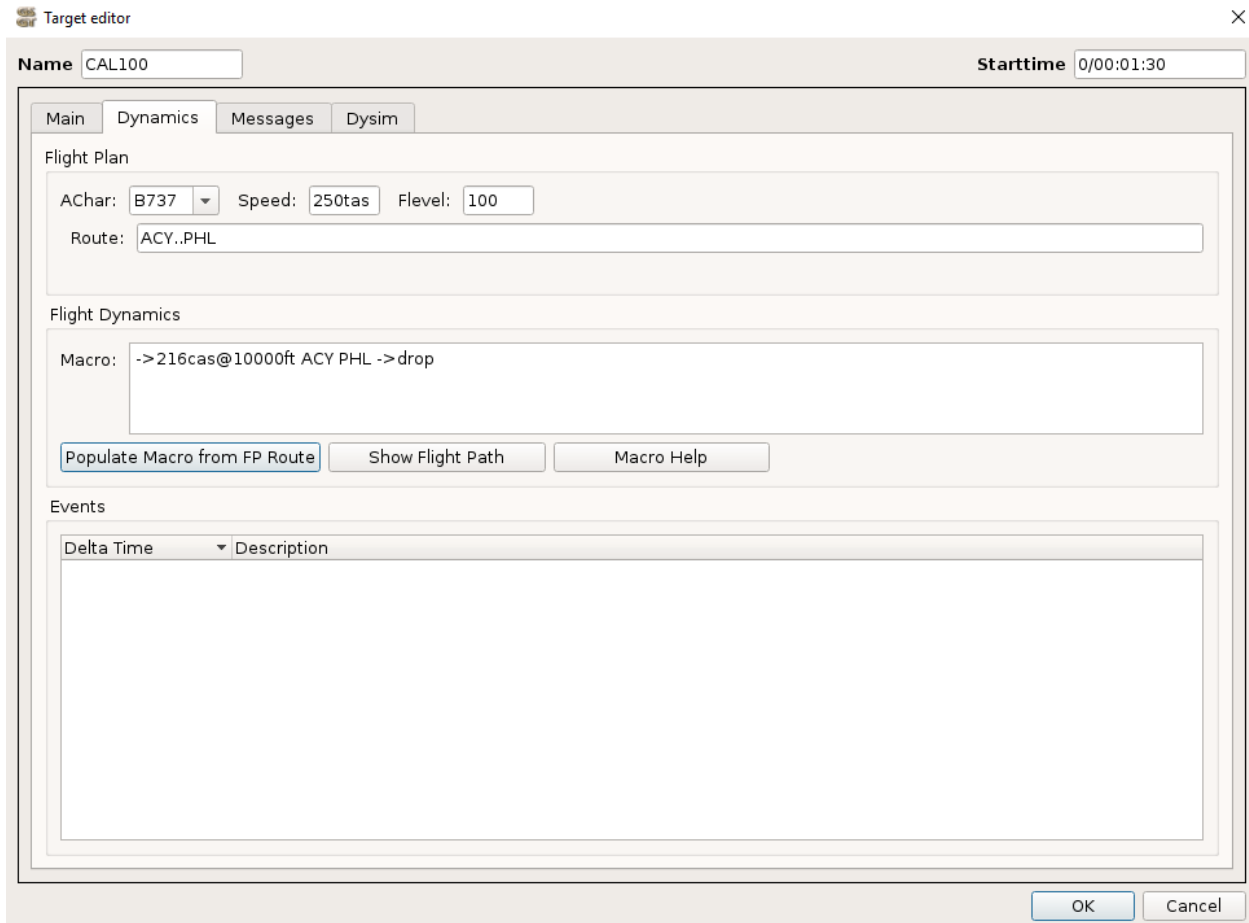 Target editor
Name CAL100 Starttime 0/00:01:30
Main Dynamics Messages Dysim
Flight Plan
AChar: B737 Speed: 250tas Flevel: 100
Route: ACY..PHL
Flight Dynamics
Macro: ->216cas@10000ft ACY PHL ->drop
Populate Macro from FP Route Show Flight Path Macro Help
Events
Delta Time Description
OK Cancel